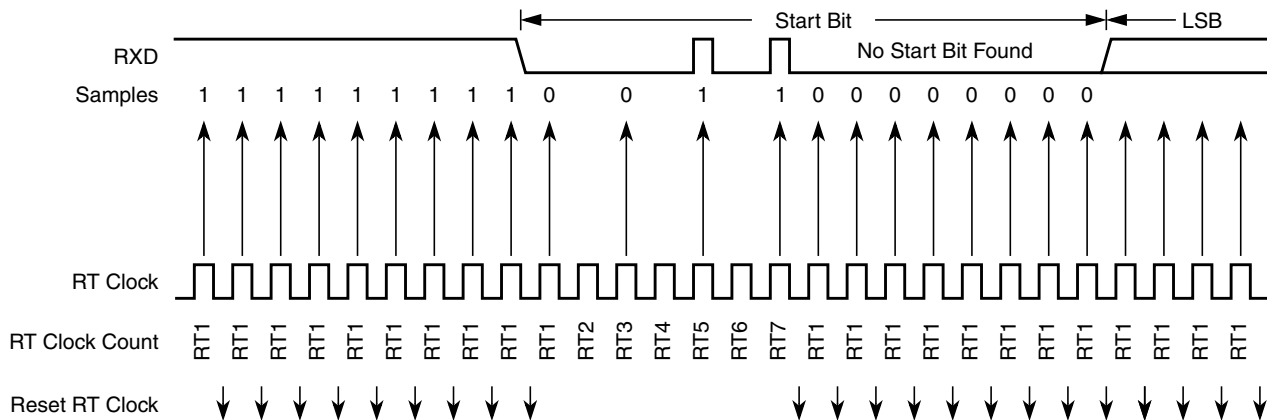 Start Bit LSB
RXD No Start Bit Found
Samples 1 1 1 1 1 1 1 1 1 0 0 1 1 0 0 0 0 0 0 0 0
RT Clock
RT Clock Count RT1 RT1 RT1 RT1 RT1 RT1 RT1 RT1 RT1 RT1 RT2 RT3 RT4 RT5 RT6 RT7 RT1 RT1 RT1 RT1 RT1 RT1 RT1 RT1 RT1 RT1 RT1 RT1
Reset RT Clock